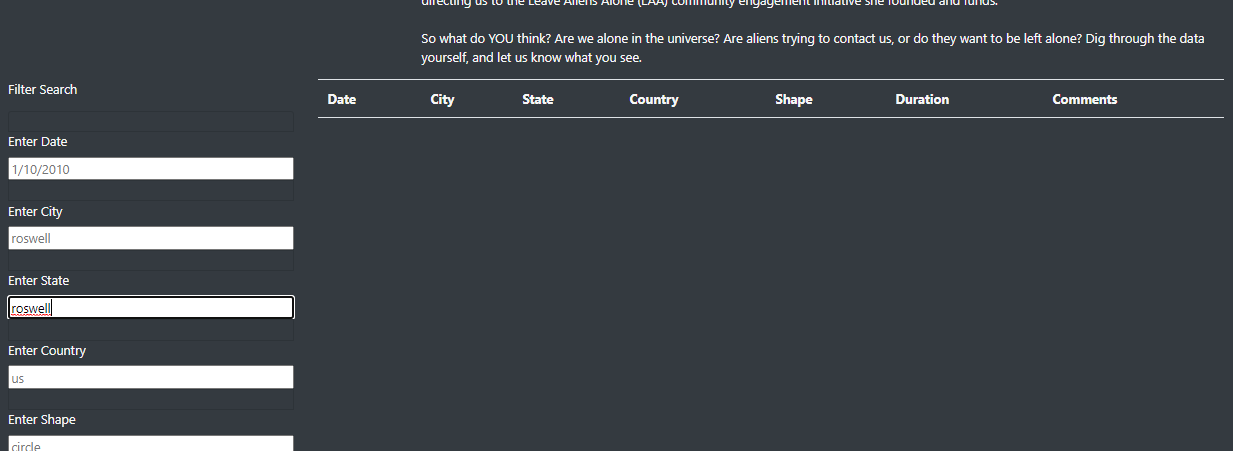 directing us to the Leave Aliens Alone (LAA) community engagement initiative she founded and funds.
So what do YOU think? Are we alone in the universe? Are aliens trying to contact us, or do they want to be left alone? Dig through the data
yourself, and let us know what you see.
Filter Search
Date City State Country Shape Duration Comments
Enter Date
1/10/2010
Enter City
roswell
Enter State
roswell
Enter Country
us
Enter Shape
circle